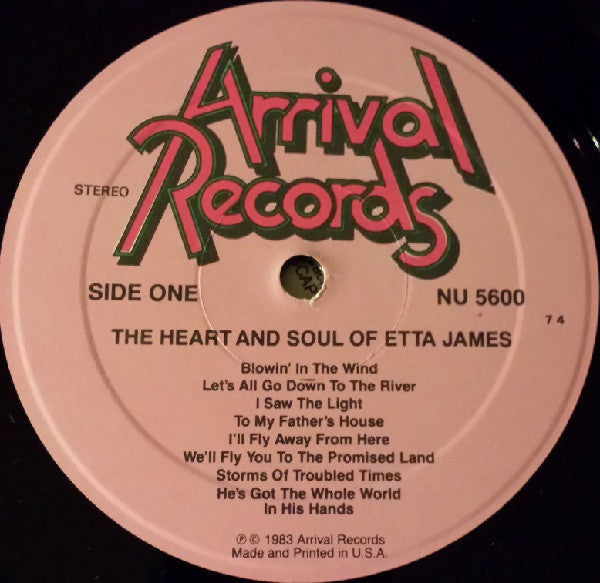 Arrival
Records
STEREO
CAP
SIDE ONE
NU 5600
74
THE HEART AND SOUL OF ETTA JAMES
Blowin' In The Wind
Let's All Go Down To The River
I Saw The Light
To My Father's House
I'll Fly Away From Here
We'll Fly You To The Promised Land
Storms Of Troubled Times
He's Got The Whole World
In His Hands
℗ © 1983 Arrival Records
Made and Printed in U.S.A.